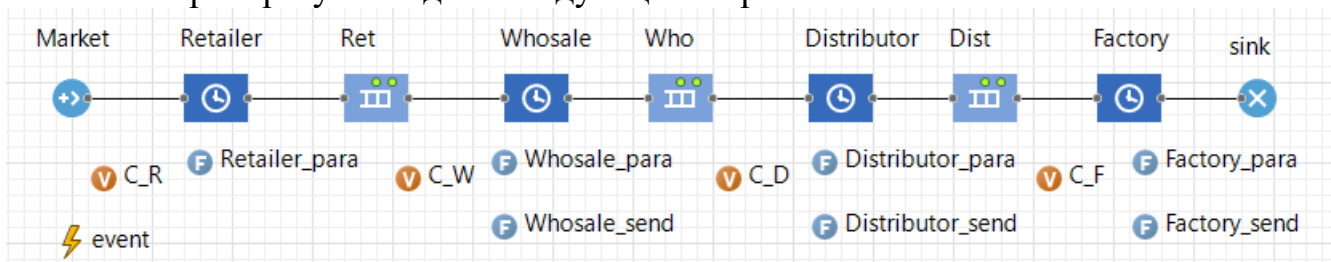 Market Retailer Ret Whosale Who Distributor Dist Factory sink
C_R Retailer_para C_W Whosale_para C_D Distributor_para C_F Factory_para
event Whosale_send Distributor_send Factory_send